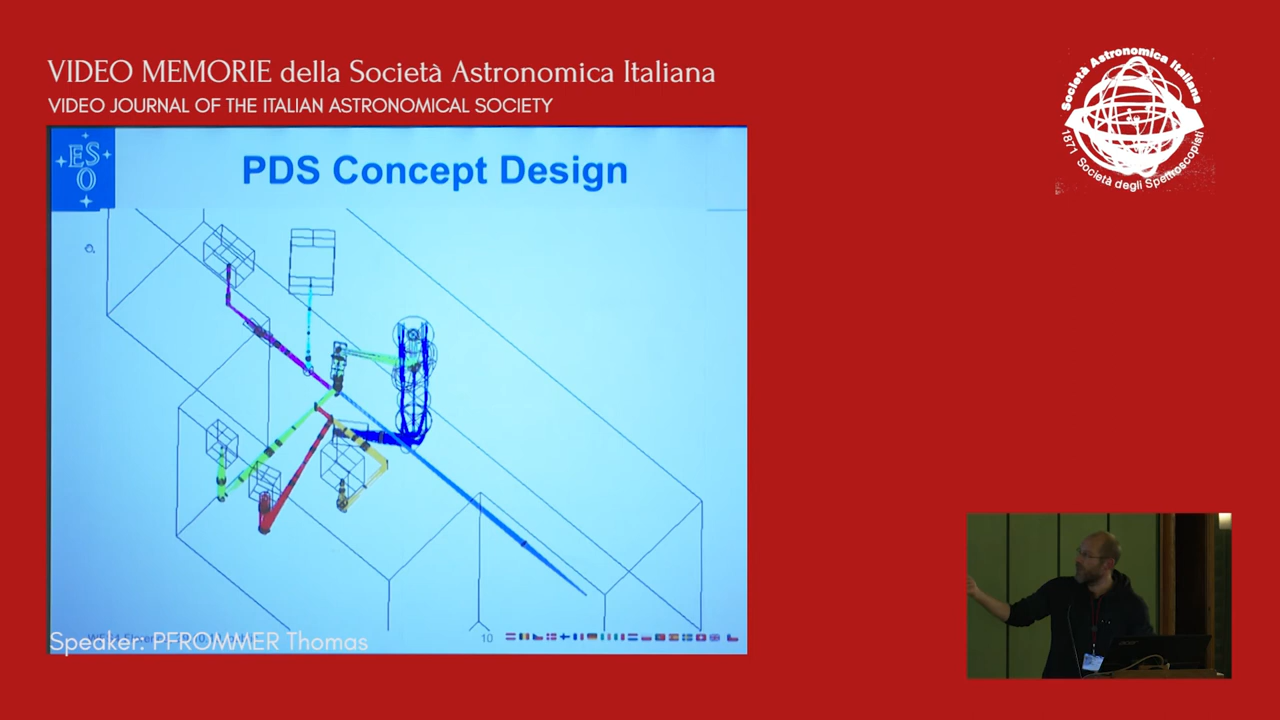 VIDEO MEMORIE della Società Astronomica Italiana
VIDEO JOURNAL OF THE ITALIAN ASTRONOMICAL SOCIETY
Società Astronomica Italiana
1871 Società degli Spettroscopisti
ESO
PDS Concept Design
Speaker: PFROMMER Thomas
10